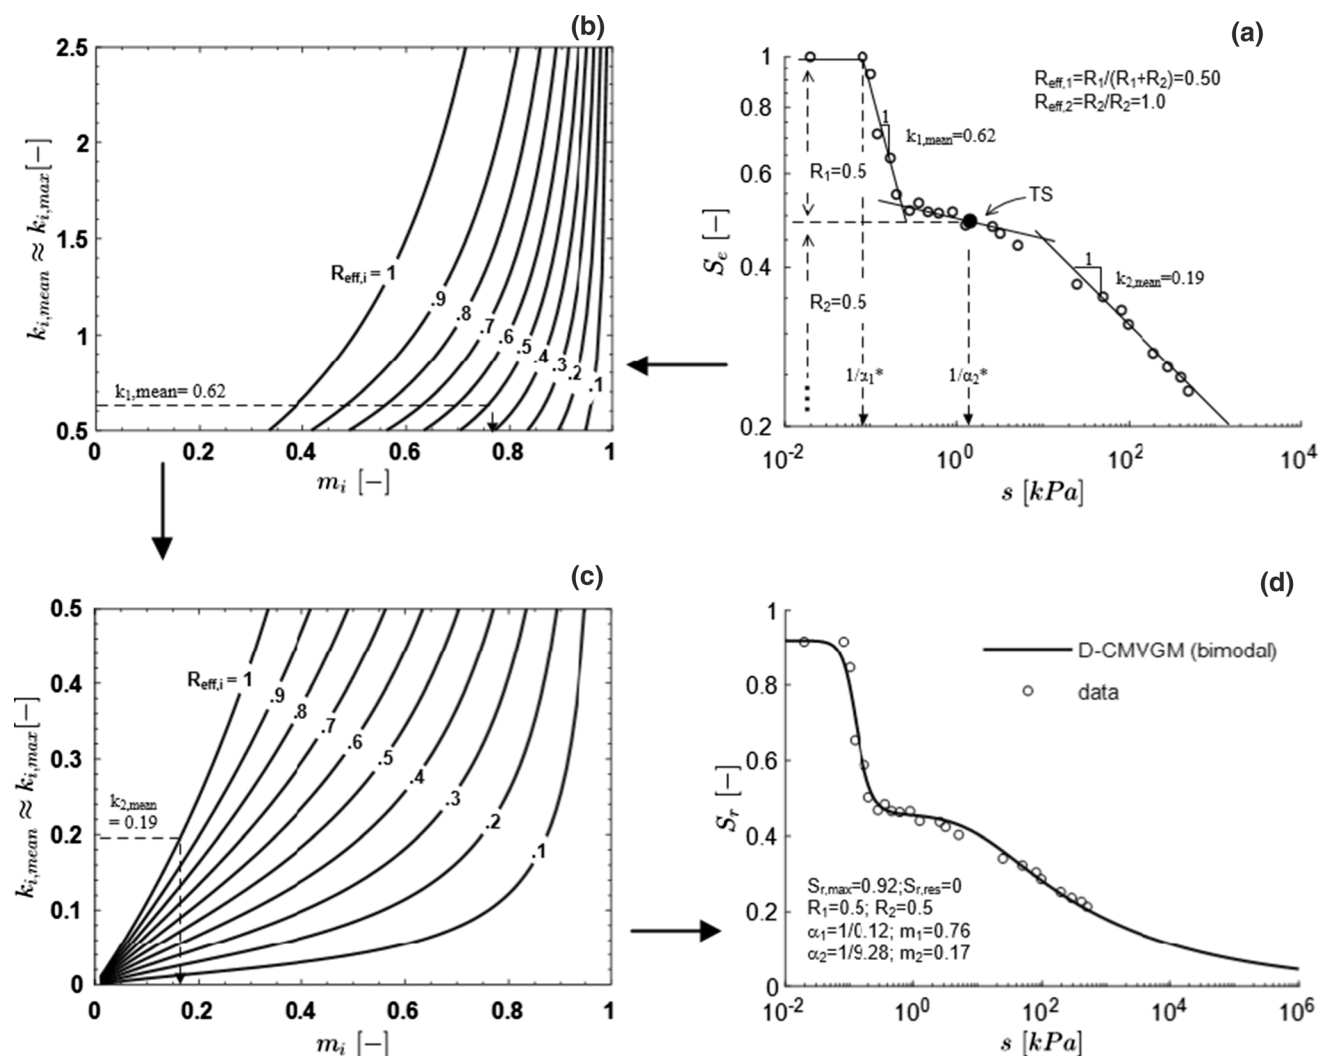 (b)
2.5
2
1.5
1
0.5
k_{i,mean} ≈ k_{i,max} [−]
R_{eff,i} = 1
.9
.8
.7
.6
.5
.4
.3
.2
.1
k_{1,mean}= 0.62
0
0.2
0.4
0.6
0.8
1
m_i [−]
(a)
1
0.8
0.6
0.4
0.2
S_e [−]
R_{eff,1}=R_1/(R_1+R_2)=0.50
R_{eff,2}=R_2/R_2=1.0
1
k_{1,mean}=0.62
R_1=0.5
TS
1
k_{2,mean}=0.19
R_2=0.5
1/α_1*
1/α_2*
10^{-2}
10^0
10^2
10^4
s [kPa]
(c)
0.5
0.4
0.3
0.2
0.1
0
k_{i,mean} ≈ k_{i,max} [−]
R_{eff,i} = 1
.9
.8
.7
.6
.5
.4
.3
.2
.1
k_{2,mean}
= 0.19
0
0.2
0.4
0.6
0.8
1
m_i [−]
(d)
1
0.8
0.6
0.4
0.2
0
S_r [−]
D-CMVGM (bimodal)
data
S_{r,max}=0.92;S_{r,res}=0
R_1=0.5; R_2=0.5
α_1=1/0.12; m_1=0.76
α_2=1/9.28; m_2=0.17
10^{-2}
10^0
10^2
10^4
10^6
s [kPa]